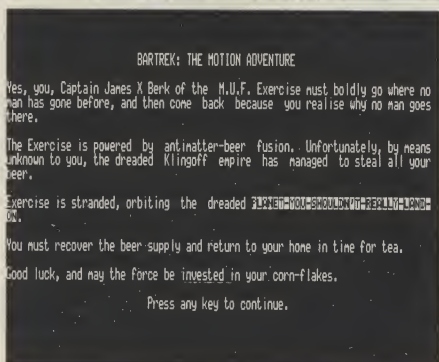 BARTREK: THE MOTION ADVENTURE
Yes, you, Captain James X Berk of the M.U.F. Exercise must boldly go where no
man has gone before, and then come back because you realise why no man goes
there.
The Exercise is powered by antimatter-beer fusion. Unfortunately, by means
unknown to you, the dreaded Klingoff empire has managed to steal all your
beer.
Exercise is stranded, orbiting the dreaded PLANET-YOU-SHOULDN'T-REALLY-LAND-
ON.
You must recover the beer supply and return to your home in time for tea.
Good luck, and may the force be invested in your corn-flakes.
Press any key to continue.